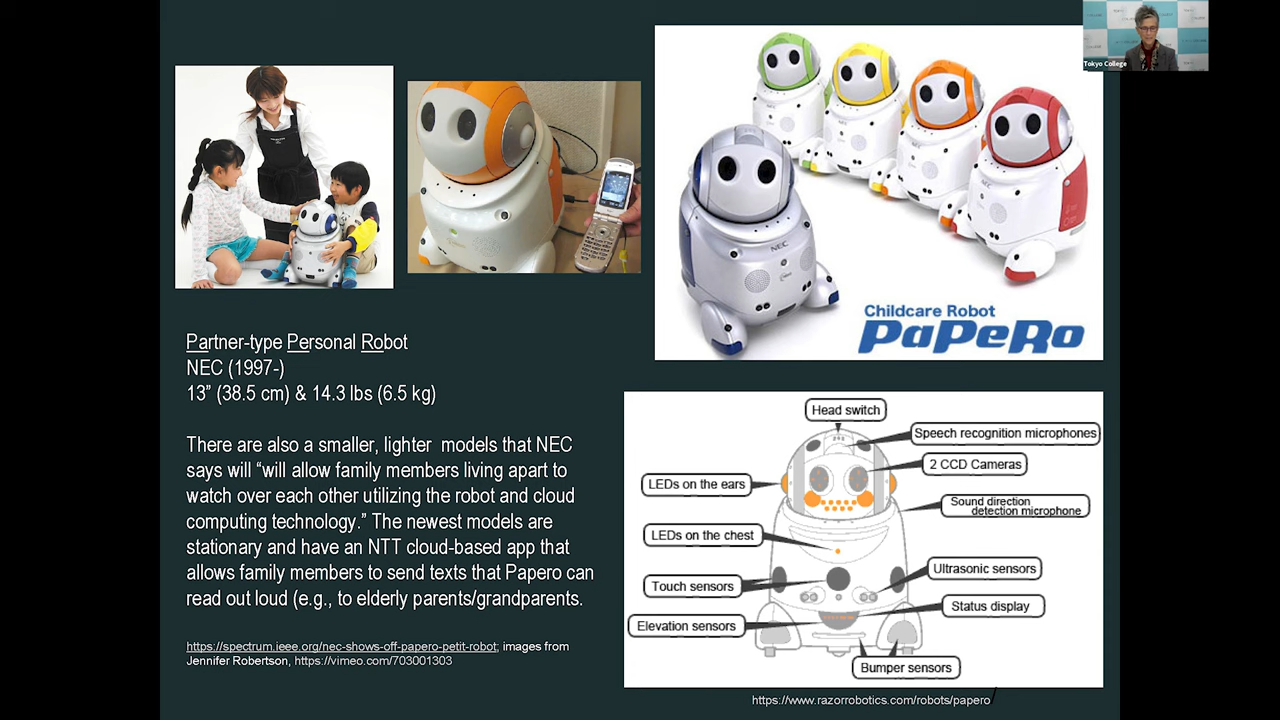 Tokyo College
NEC
NEC
NEC
NEC
Childcare Robot
PaPeRo
Partner-type Personal Robot
NEC (1997-)
13” (38.5 cm) & 14.3 lbs (6.5 kg)
There are also a smaller, lighter models that NEC
says will “will allow family members living apart to
watch over each other utilizing the robot and cloud
computing technology.” The newest models are
stationary and have an NTT cloud-based app that
allows family members to send texts that Papero can
read out loud (e.g., to elderly parents/grandparents.
https://spectrum.ieee.org/nec-shows-off-papero-petit-robot; images from
Jennifer Robertson, https://vimeo.com/703001303
Head switch
Speech recognition microphones
2 CCD Cameras
LEDs on the ears
Sound direction
detection microphone
LEDs on the chest
Ultrasonic sensors
Touch sensors
Status display
Elevation sensors
Bumper sensors
https://www.razorrobotics.com/robots/papero/